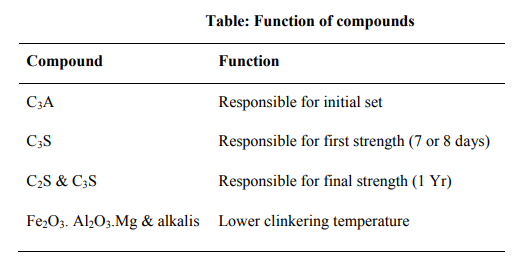 Table: Function of compounds
Compound Function
C₃A Responsible for initial set
C₃S Responsible for first strength (7 or 8 days)
C₂S & C₃S Responsible for final strength (1 Yr)
Fe₂O₃. Al₂O₃.Mg & alkalis Lower clinkering temperature